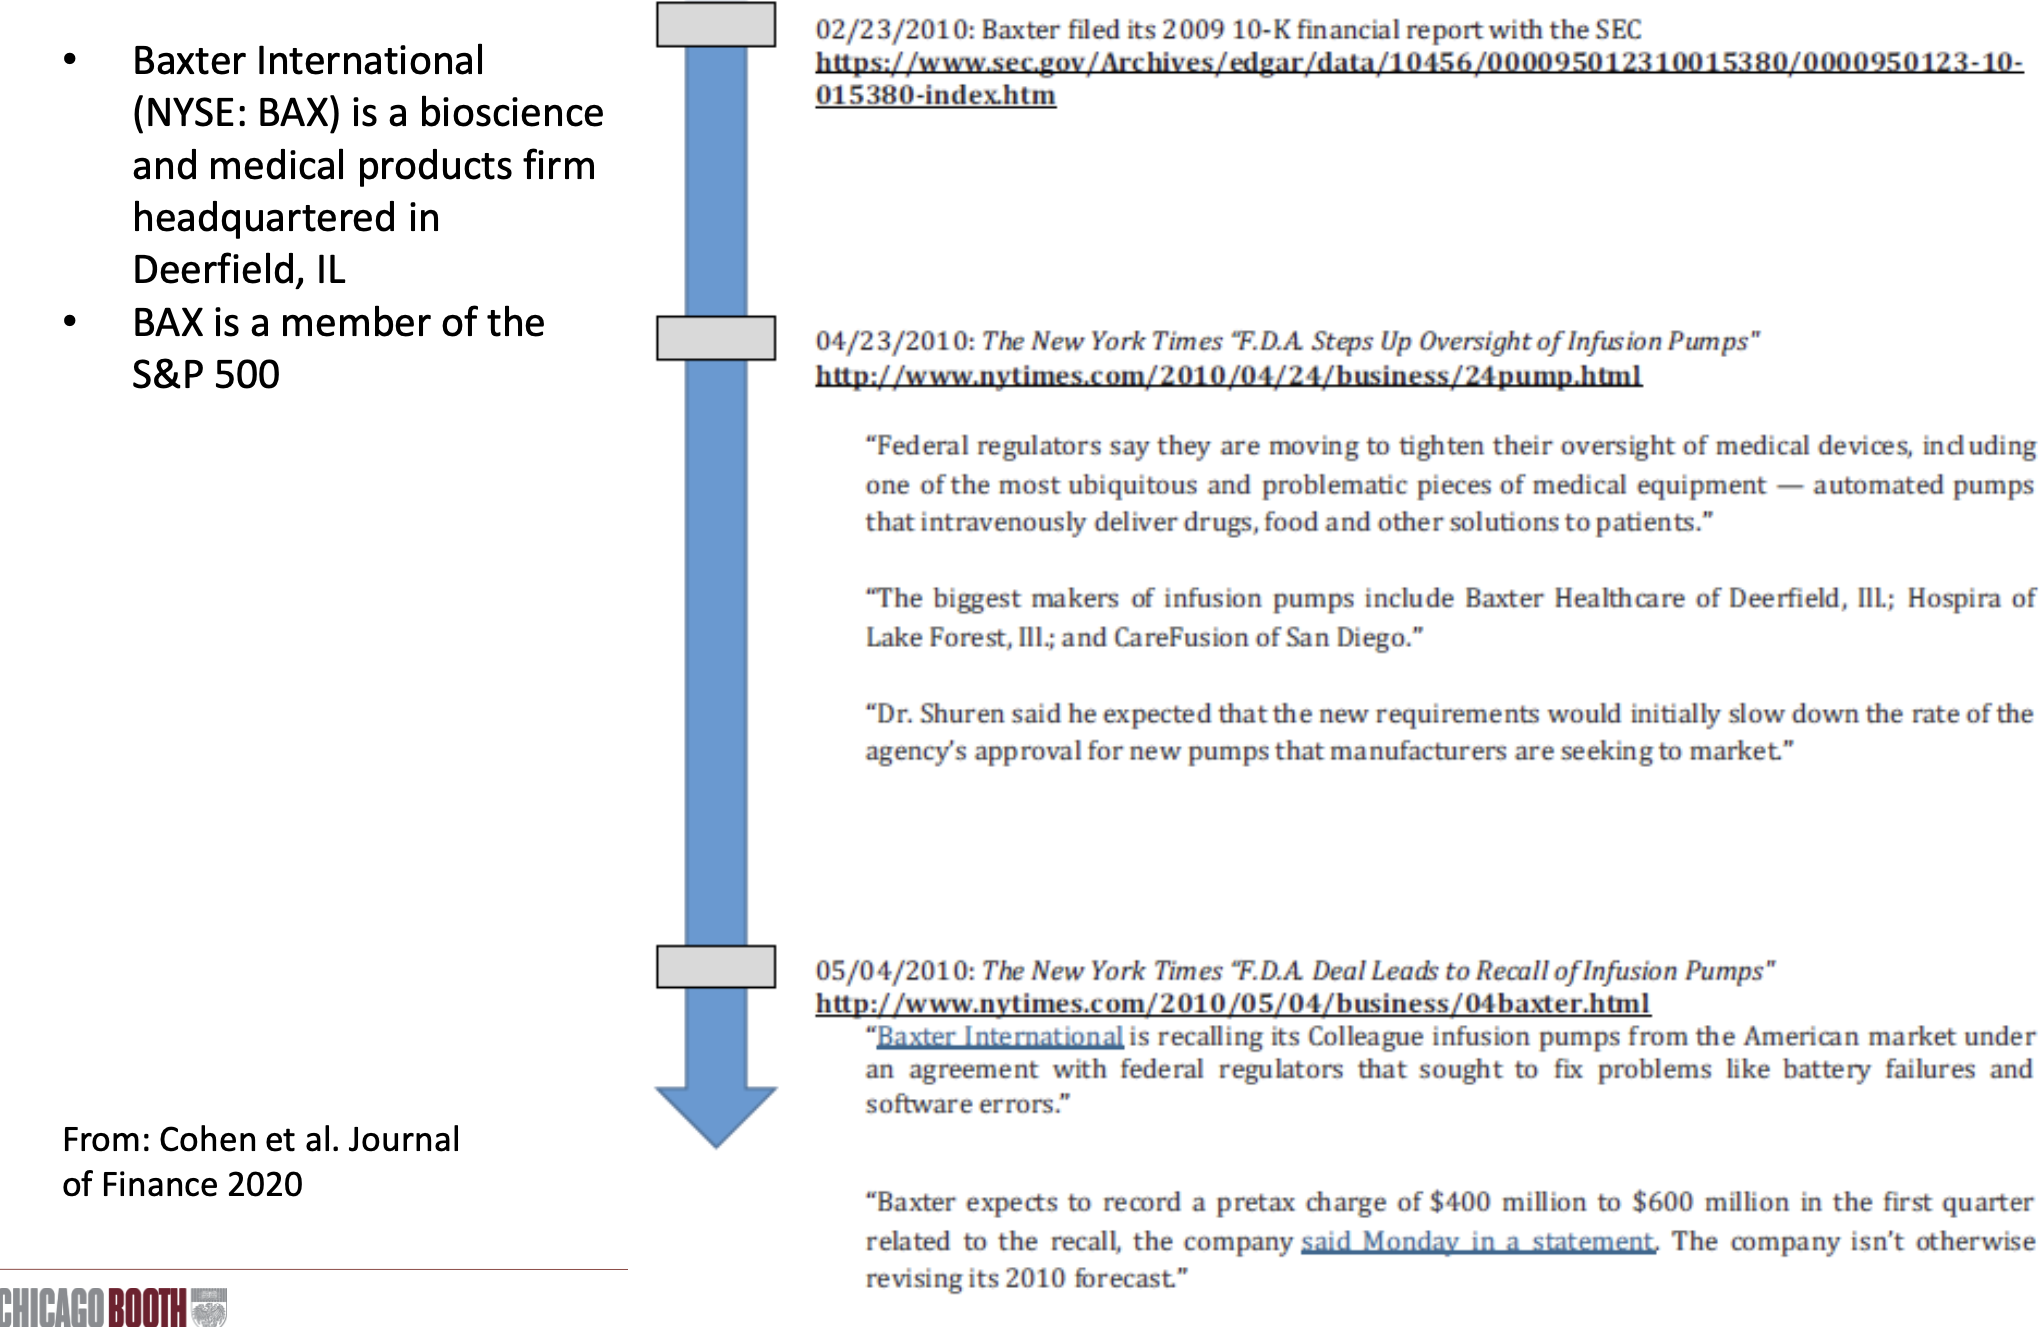 • Baxter International
(NYSE: BAX) is a bioscience
and medical products firm
headquartered in
Deerfield, IL
• BAX is a member of the
S&P 500
From: Cohen et al. Journal
of Finance 2020
CHICAGO BOOTH
02/23/2010: Baxter filed its 2009 10-K financial report with the SEC
https://www.sec.gov/Archives/edgar/data/10456/000095012310015380/0000950123-10-
015380-index.htm
04/23/2010: The New York Times "F.D.A. Steps Up Oversight of Infusion Pumps"
http://www.nytimes.com/2010/04/24/business/24pump.html
“Federal regulators say they are moving to tighten their oversight of medical devices, including
one of the most ubiquitous and problematic pieces of medical equipment — automated pumps
that intravenously deliver drugs, food and other solutions to patients.”
“The biggest makers of infusion pumps include Baxter Healthcare of Deerfield, Ill.; Hospira of
Lake Forest, Ill.; and CareFusion of San Diego.”
“Dr. Shuren said he expected that the new requirements would initially slow down the rate of the
agency’s approval for new pumps that manufacturers are seeking to market.”
05/04/2010: The New York Times "F.D.A. Deal Leads to Recall of Infusion Pumps"
http://www.nytimes.com/2010/05/04/business/04baxter.html
“Baxter International is recalling its Colleague infusion pumps from the American market under
an agreement with federal regulators that sought to fix problems like battery failures and
software errors.”
“Baxter expects to record a pretax charge of $400 million to $600 million in the first quarter
related to the recall, the company said Monday in a statement. The company isn’t otherwise
revising its 2010 forecast.”